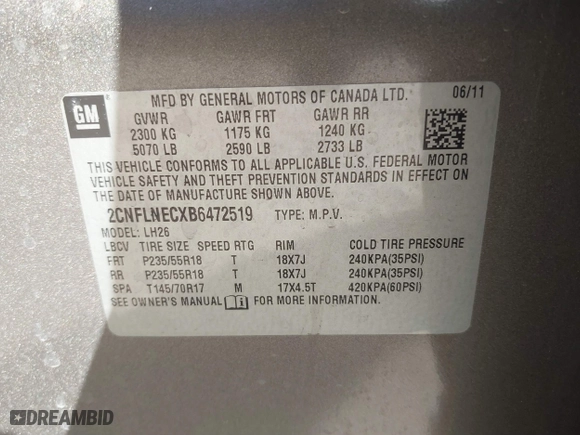 GM
MFD BY GENERAL MOTORS OF CANADA LTD. 06/11
GVWR GAWR FRT GAWR RR
2300 KG 1175 KG 1240 KG
5070 LB 2590 LB 2733 LB
THIS VEHICLE CONFORMS TO ALL APPLICABLE U.S. FEDERAL MOTOR
VEHICLE SAFETY AND THEFT PREVENTION STANDARDS IN EFFECT ON
THE DATE OF MANUFACTURE SHOWN ABOVE.
2CNFLNECXB6472519 TYPE: M.P.V.
MODEL: LH26
LBCV TIRE SIZE SPEED RTG RIM COLD TIRE PRESSURE
FRT P235/55R18 T 18X7J 240KPA(35PSI)
RR P235/55R18 T 18X7J 240KPA(35PSI)
SPA T145/70R17 M 17X4.5T 420KPA(60PSI)
SEE OWNER'S MANUAL i FOR MORE INFORMATION.
DREAMBID